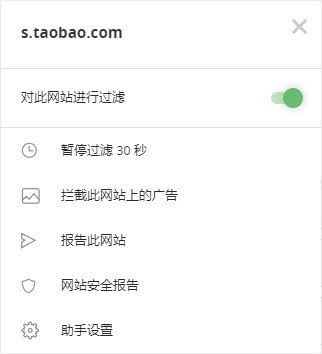 s.taobao.com
对此网站进行过滤
暂停过滤 30 秒
拦截此网站上的广告
报告此网站
网站安全报告
助手设置